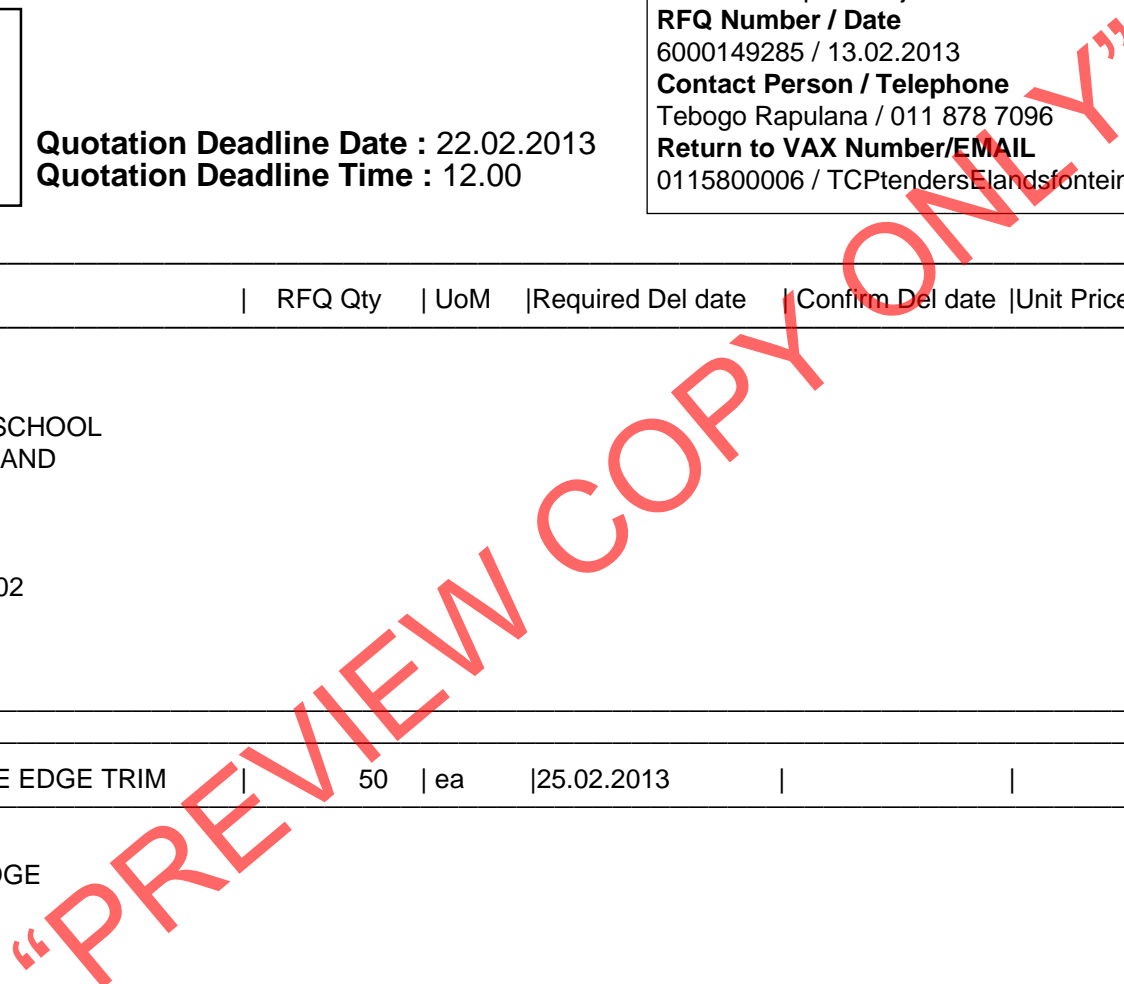 RFQ Number / Date
6000149285 / 13.02.2013
Contact Person / Telephone
Tebogo Rapulana / 011 878 7096
Return to VAX Number/EMAIL
0115800006 / TCPtendersElandsfontein
Quotation Deadline Date : 22.02.2013
Quotation Deadline Time : 12.00
| RFQ Qty | UoM |Required Del date | Confirm Del date |Unit Price
SCHOOL
AND
02
E EDGE TRIM | 50 | ea |25.02.2013 | |
DGE
“PREVIEW COPY ONLY”